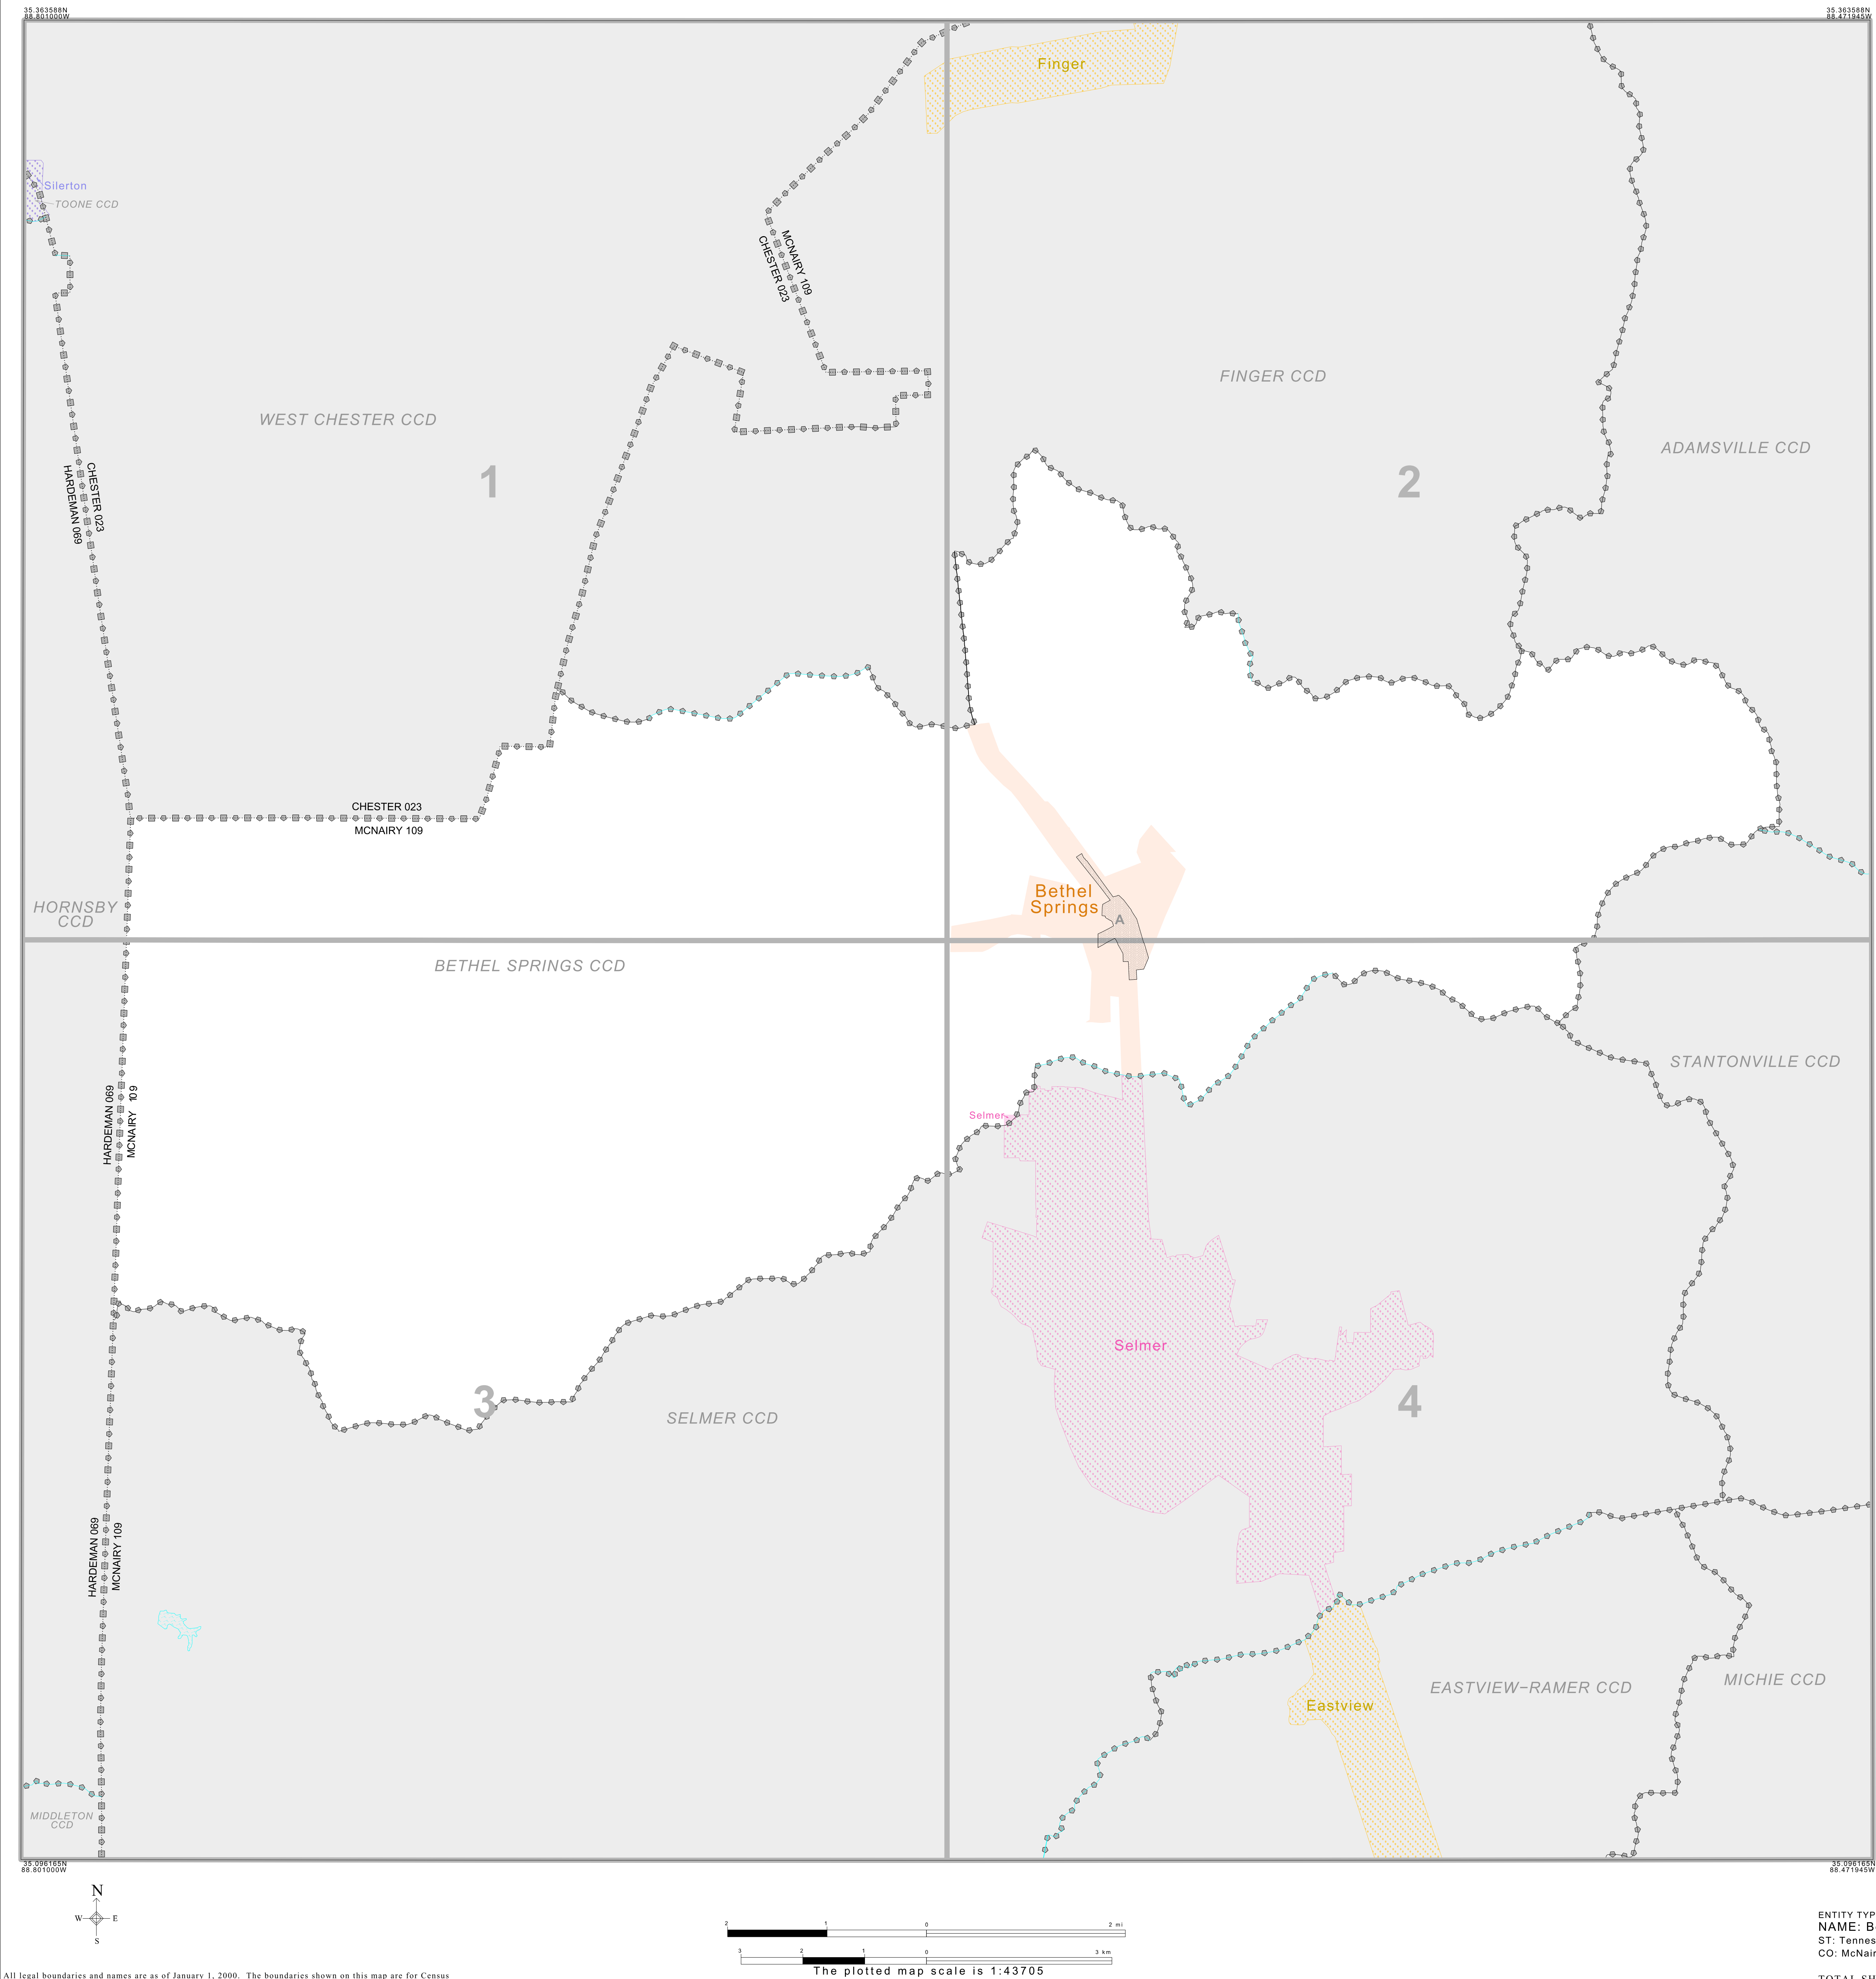 35.363588N
88.801000W
35.363588N
88.471945W
Finger
Silerton
TOONE CCD
MCNAIRY 109
CHESTER 023
FINGER CCD
WEST CHESTER CCD
ADAMSVILLE CCD
1
2
CHESTER 023
HARDEMAN 069
CHESTER 023
MCNAIRY 109
Bethel
Springs
A
HORNSBY
CCD
BETHEL SPRINGS CCD
STANTONVILLE CCD
HARDEMAN 069
MCNAIRY 109
Selmer
Selmer
3
4
SELMER CCD
HARDEMAN 069
MCNAIRY 109
MICHIE CCD
EASTVIEW-RAMER CCD
Eastview
MIDDLETON
CCD
35.096165N
88.801000W
35.096165N
88.471945W
N
W E
S
2 1 0 2 mi
3 2 1 0 3 km
The plotted map scale is 1:43705
ENTITY TYP
NAME: B
ST: Tennes
CO: McNair
All legal boundaries and names are as of January 1, 2000. The boundaries shown on this map are for Census